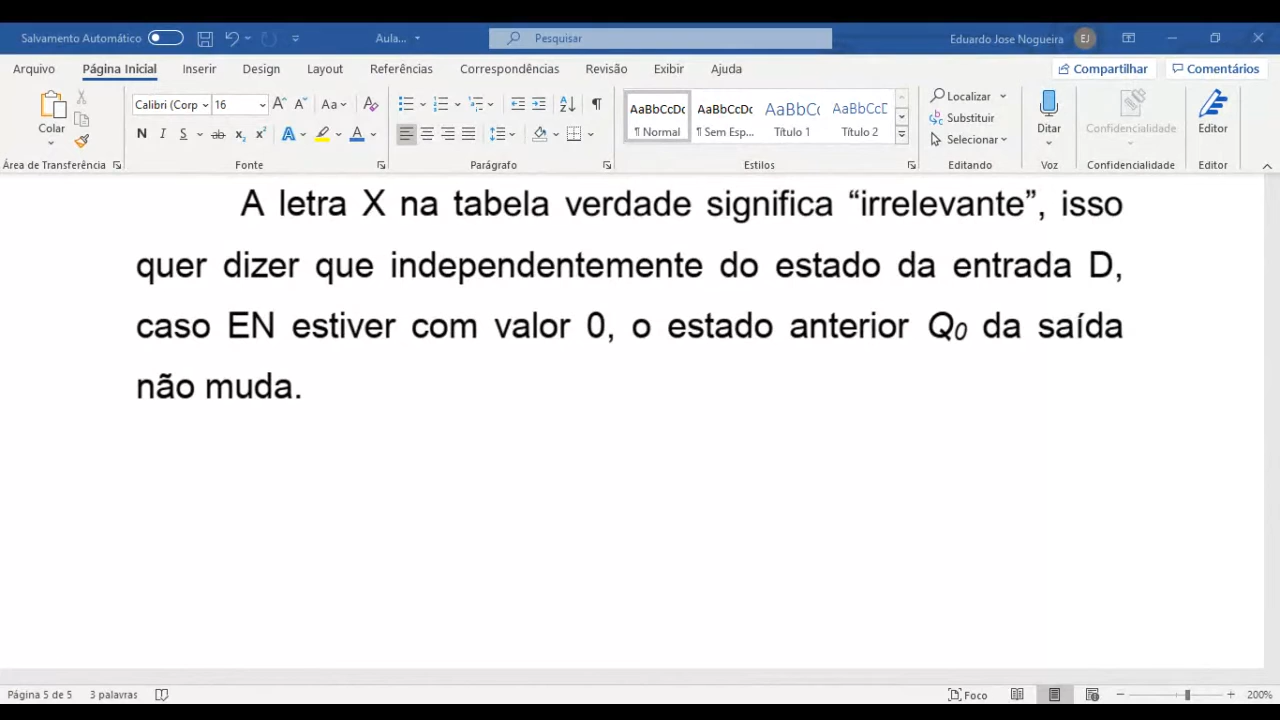 Salvamento Automático Aula... Pesquisar Eduardo Jose Nogueira EJ
Arquivo Página Inicial Inserir Design Layout Referências Correspondências Revisão Exibir Ajuda Compartilhar Comentários
Calibri (Corp 16 Aa AaBbCcDc AaBbCcDc AaBbCc AaBbCcD Localizar
Colar N I S ab x₂ x² A A ¶ Normal ¶ Sem Esp... Título 1 Título 2 Substituir Ditar Confidencialidade Editor
Selecionar
Área de Transferência Fonte Parágrafo Estilos Editando Voz Confidencialidade Editor
A letra X na tabela verdade significa “irrelevante”, isso
quer dizer que independentemente do estado da entrada D,
caso EN estiver com valor 0, o estado anterior Q₀ da saída
não muda.
Página 5 de 5 3 palavras Foco 200%